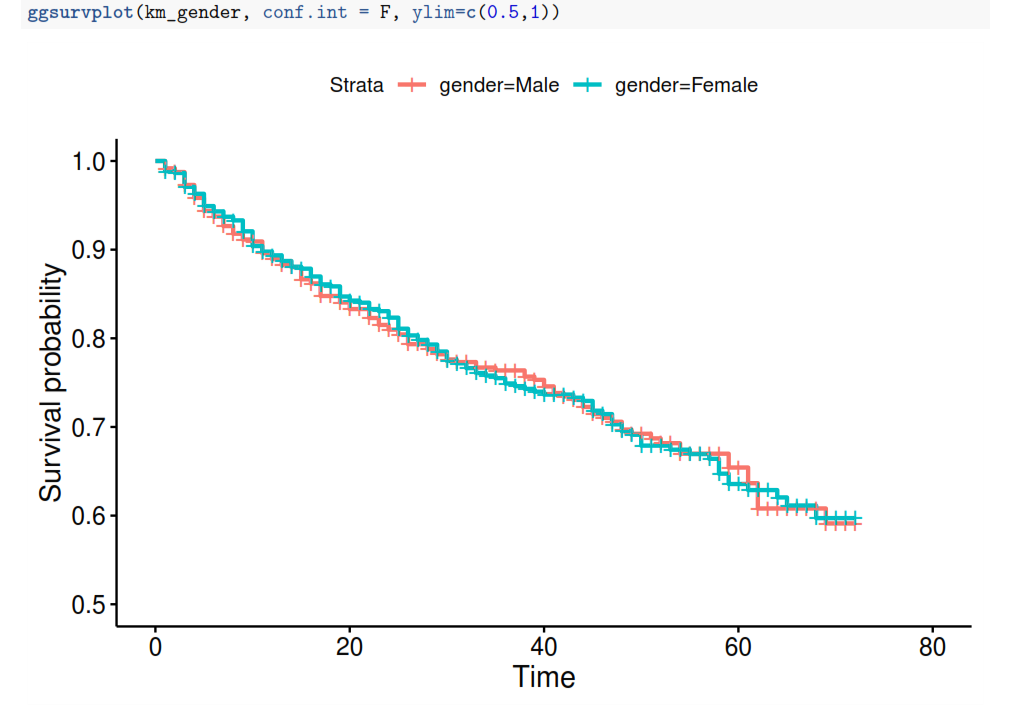 ggsurvplot(km_gender, conf.int = F, ylim=c(0.5,1))
Strata gender=Male gender=Female
1.0
0.9
0.8
0.7
0.6
0.5
Survival probability
0 20 40 60 80
Time